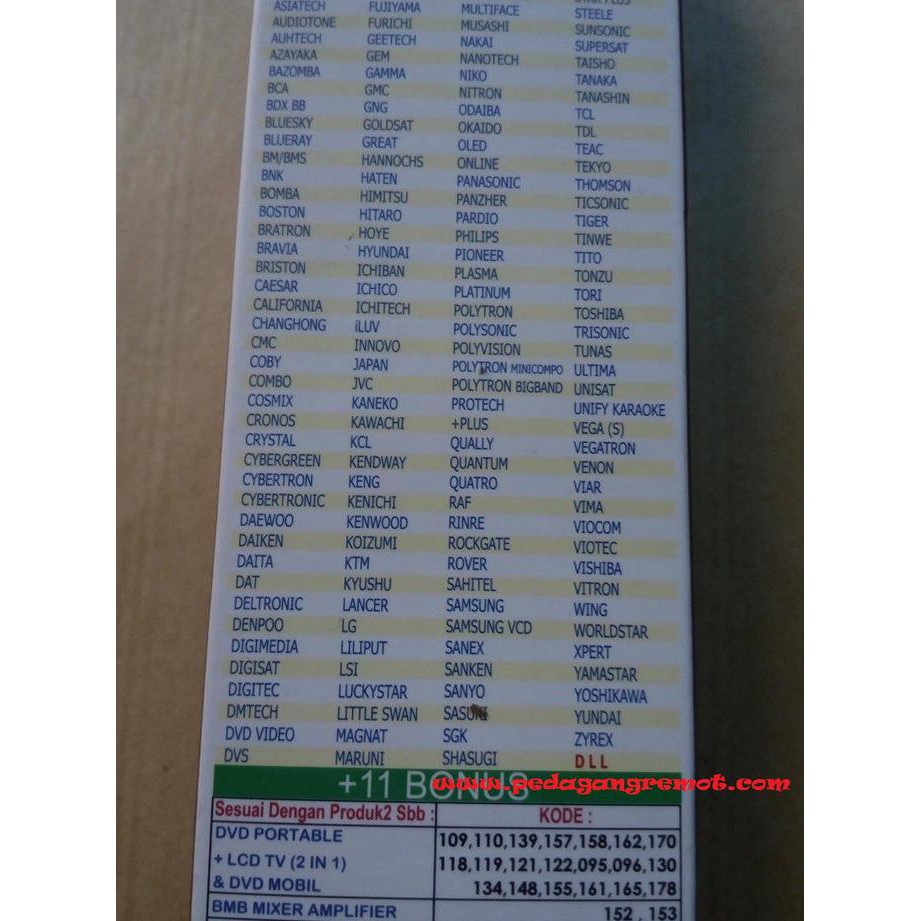 ASIATECH FUJIYAMA MULTIFACE
AUDIOTONE FURICHI MUSASHI STEELE
AUHTECH GEETECH NAKAI SUNSONIC
AZAYAKA GEM NANOTECH SUPERSAT
BAZOMBA GAMMA NIKO TAISHO
BCA GMC NITRON TANAKA
BDX BB GNG ODAIBA TANASHIN
BLUESKY GOLDSAT OKAIDO TCL
BLUERAY GREAT OLED TDL
BM/BMS HANNOCHS ONLINE TEAC
BNK HATEN PANASONIC TEKYO
BOMBA HIMITSU PANZHER THOMSON
BOSTON HITARO PARDIO TICSONIC
BRATRON HOYE PHILIPS TIGER
BRAVIA HYUNDAI PIONEER TINWE
BRISTON ICHIBAN PLASMA TITO
CAESAR ICHICO PLATINUM TONZU
CALIFORNIA ICHITECH POLYTRON TORI
CHANGHONG iLUV POLYSONIC TOSHIBA
CMC INNOVO POLYVISION TRISONIC
COBY JAPAN POLYTRON MINICOMPO TUNAS
COMBO JVC POLYTRON BIGBAND ULTIMA
COSMIX KANEKO PROTECH UNISAT
CRONOS KAWACHI +PLUS UNIFY KARAOKE
CRYSTAL KCL QUALLY VEGA (S)
CYBERGREEN KENDWAY QUANTUM VEGATRON
CYBERTRON KENG QUATRO VENON
CYBERTRONIC KENICHI RAF VIAR
DAEWOO KENWOOD RINRE VIMA
DAIKEN KOIZUMI ROCKGATE VIOCOM
DAITA KTM ROVER VIOTEC
DAT KYUSHU SAHITEL VISHIBA
DELTRONIC LANCER SAMSUNG VITRON
DENPOO LG SAMSUNG VCD WING
DIGIMEDIA LILIPUT SANEX WORLDSTAR
DIGISAT LSI SANKEN XPERT
DIGITEC LUCKYSTAR SANYO YAMASTAR
DMTECH LITTLE SWAN SASUKI YOSHIKAWA
DVD VIDEO MAGNAT SGK YUNDAI
DVS MARUNI SHASUGI ZYREX
DLL
+11 BONUS
www.pedagangremot.com
Sesuai Dengan Produk2 Sbb : KODE :
DVD PORTABLE 109,110,139,157,158,162,170
+ LCD TV (2 IN 1) 118,119,121,122,095,096,130
& DVD MOBIL 134,148,155,161,165,178
BMB MIXER AMPLIFIER 152 , 153